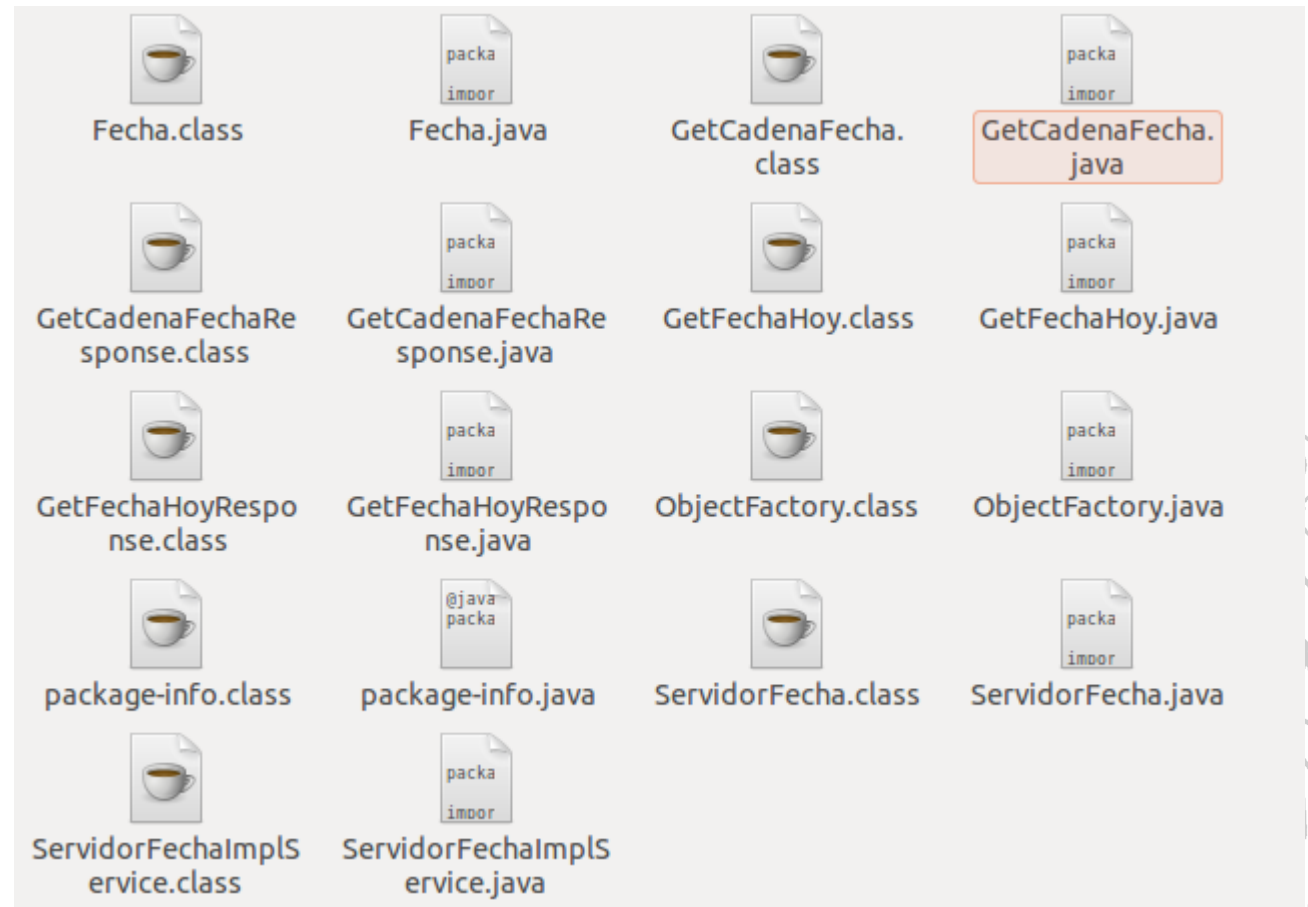 packa
packa
impor
impor
Fecha.class
Fecha.java
GetCadenaFecha.
class
GetCadenaFecha.
java
packa
packa
impor
impor
GetCadenaFechaRe
sponse.class
GetCadenaFechaRe
sponse.java
GetFechaHoy.class
GetFechaHoy.java
packa
packa
impor
impor
GetFechaHoyRespo
nse.class
GetFechaHoyRespo
nse.java
ObjectFactory.class
ObjectFactory.java
@java
packa
packa
impor
package-info.class
package-info.java
ServidorFecha.class
ServidorFecha.java
packa
impor
ServidorFechaImplS
ervice.class
ServidorFechaImplS
ervice.java